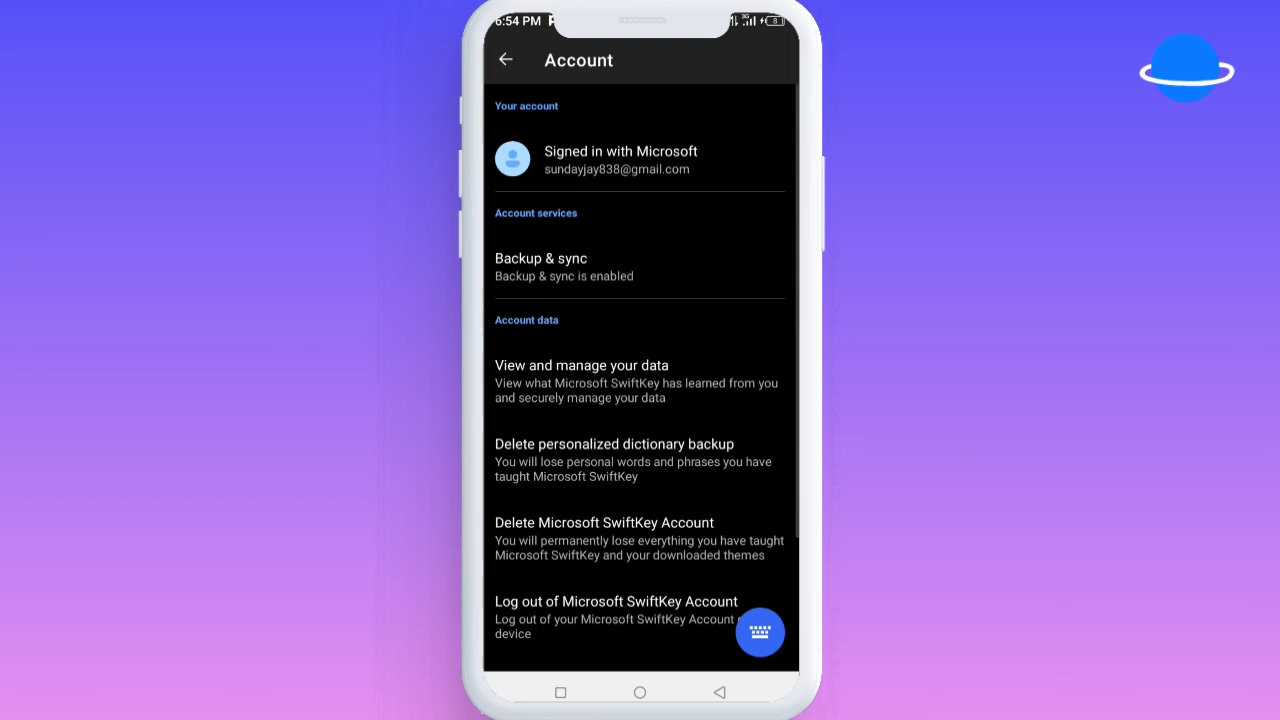 6:54 PM
Account
Your account
Signed in with Microsoft
sundayjay838@gmail.com
Account services
Backup & sync
Backup & sync is enabled
Account data
View and manage your data
View what Microsoft SwiftKey has learned from you
and securely manage your data
Delete personalized dictionary backup
You will lose personal words and phrases you have
taught Microsoft SwiftKey
Delete Microsoft SwiftKey Account
You will permanently lose everything you have taught
Microsoft SwiftKey and your downloaded themes
Log out of Microsoft SwiftKey Account
Log out of your Microsoft SwiftKey Account
device